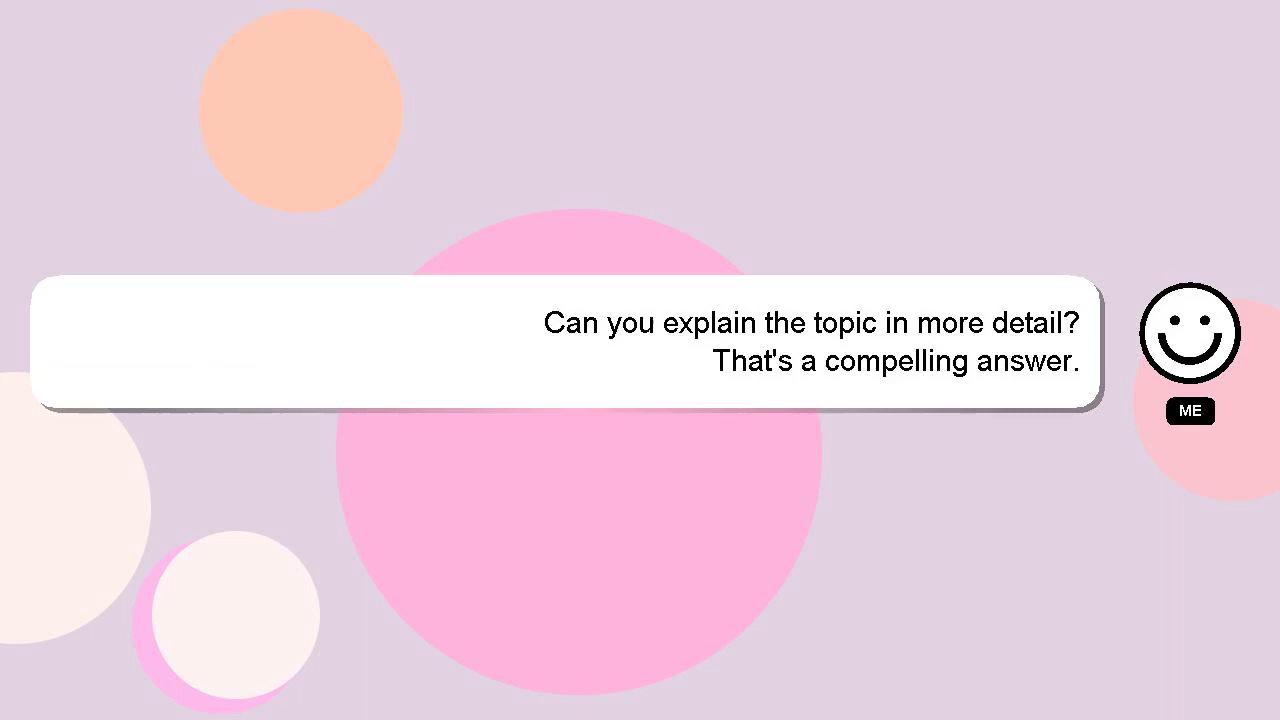 Can you explain the topic in more detail?
That's a compelling answer.
ME